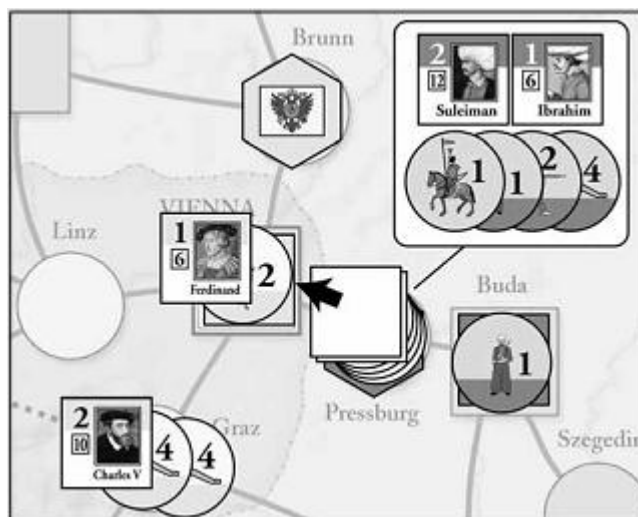 Brunn
2
12
Suleiman
1
6
Ibrahim
1
1
2
4
VIENNA
Linz
1
6
Ferdinand
2
Buda
1
Pressburg
2
10
Charles V
4
4
Graz
Szegedin